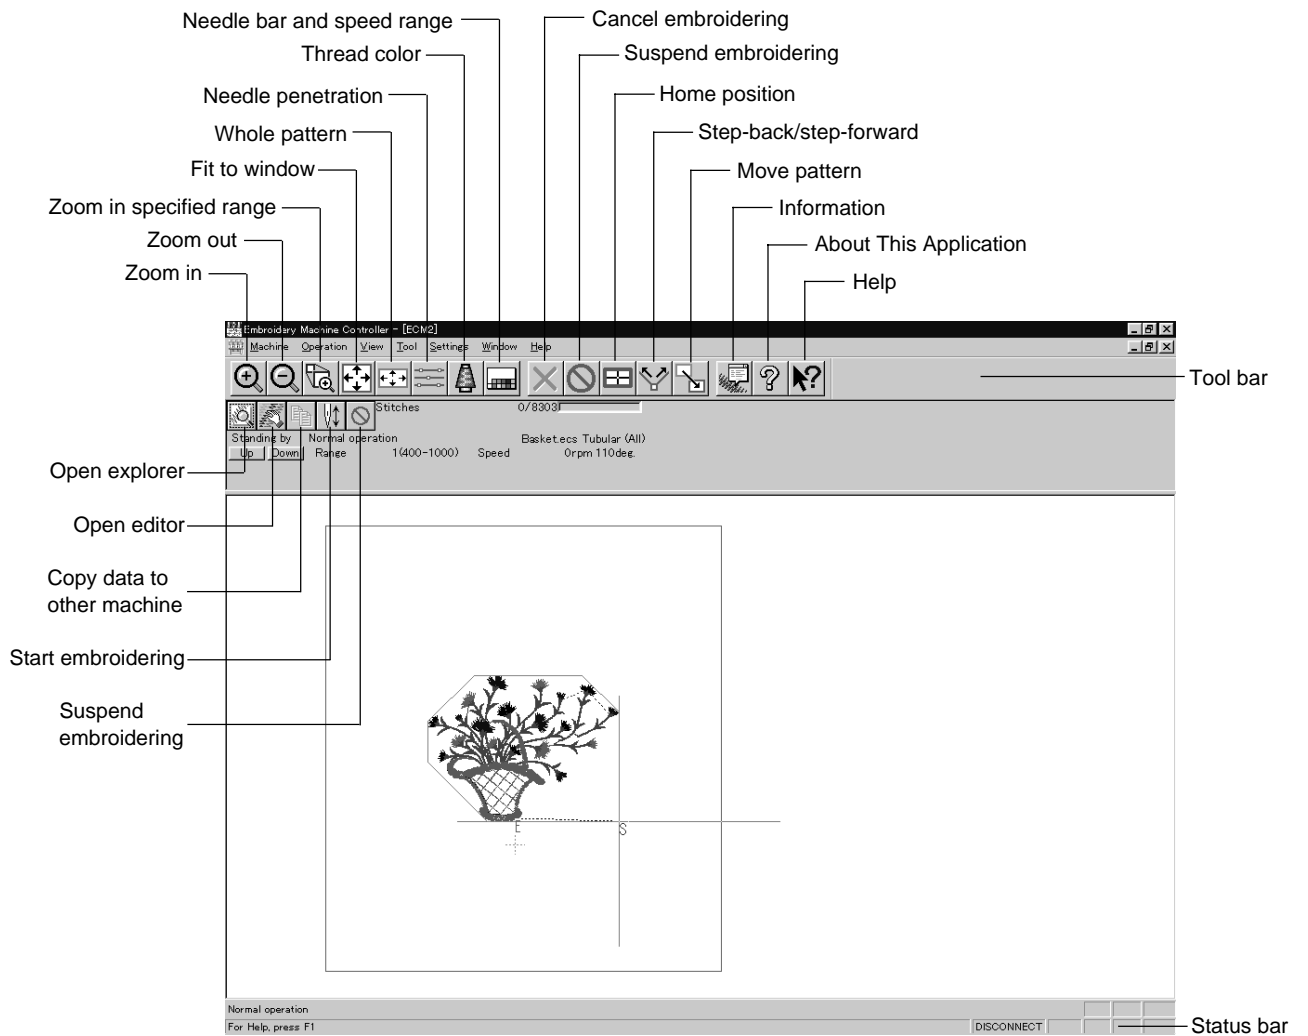 Needle bar and speed range
Cancel embroidering
Thread color
Suspend embroidering
Needle penetration
Home position
Whole pattern
Step-back/step-forward
Fit to window
Move pattern
Zoom in specified range
Information
Zoom out
About This Application
Zoom in
Help
Embroidery Machine Controller - [ECM2]
Machine Operation View Tool Settings Window Help
Tool bar
Stitches 0/8303
Standing by Normal operation Basket.ecs Tubular (All)
Up Down Range 1(400-1000) Speed 0rpm 110deg.
Open explorer
Open editor
Copy data to
other machine
Start embroidering
Suspend
embroidering
E
S
Normal operation
For Help, press F1
DISCONNECT
Status bar